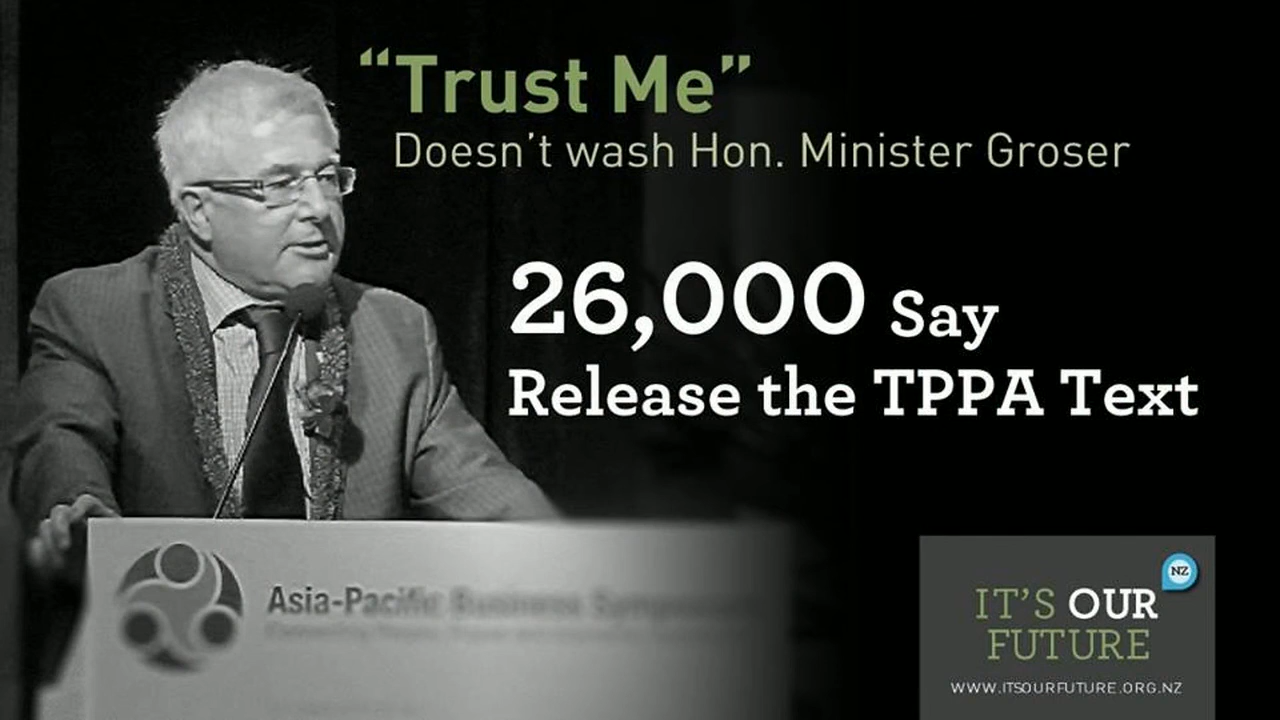 “Trust Me”
Doesn’t wash Hon. Minister Groser
26,000 Say
Release the TPPA Text
Asia-Pacific Business
NZ
IT’S OUR
FUTURE
WWW.ITSOURFUTURE.ORG.NZ